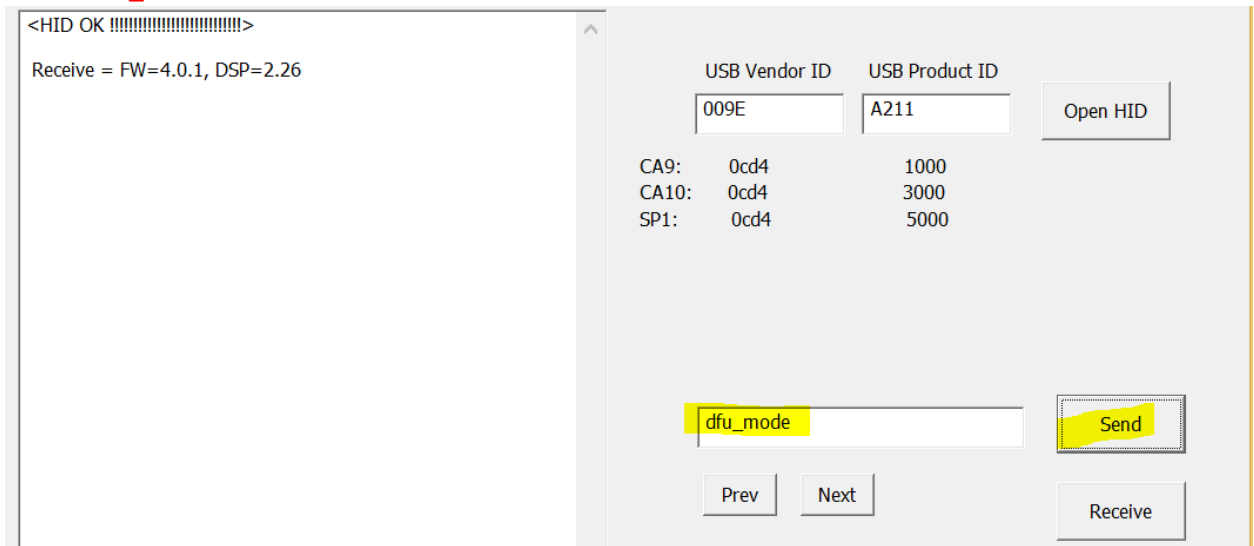 <HID OK !!!!!!!!!!!!!!!!!!!!!!!!!!!!>
Receive = FW=4.0.1, DSP=2.26
USB Vendor ID USB Product ID
009E A211 Open HID
CA9: 0cd4 1000
CA10: 0cd4 3000
SP1: 0cd4 5000
dfu_mode Send
Prev Next
Receive